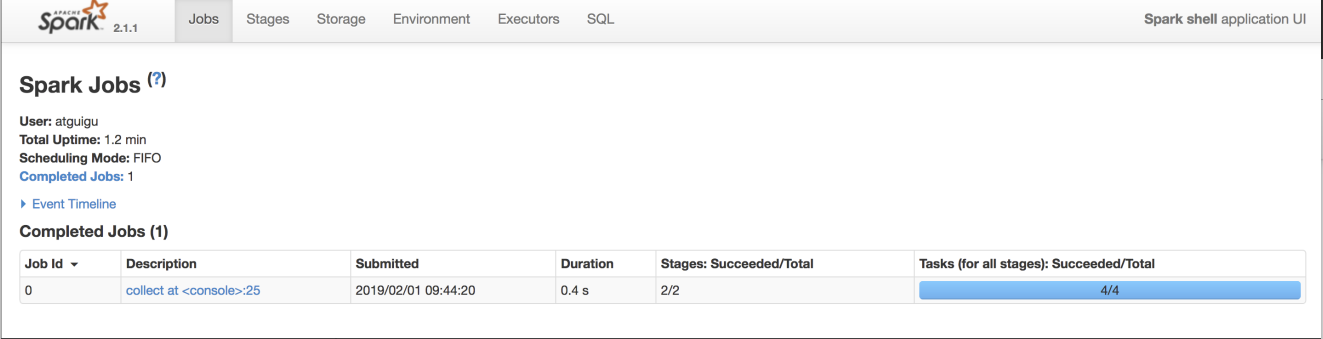 APACHE
Spark 2.1.1 Jobs Stages Storage Environment Executors SQL Spark shell application UI
Spark Jobs (?)
User: atguigu
Total Uptime: 1.2 min
Scheduling Mode: FIFO
Completed Jobs: 1
Event Timeline
Completed Jobs (1)
Job Id Description Submitted Duration Stages: Succeeded/Total Tasks (for all stages): Succeeded/Total
0 collect at <console>:25 2019/02/01 09:44:20 0.4 s 2/2 4/4